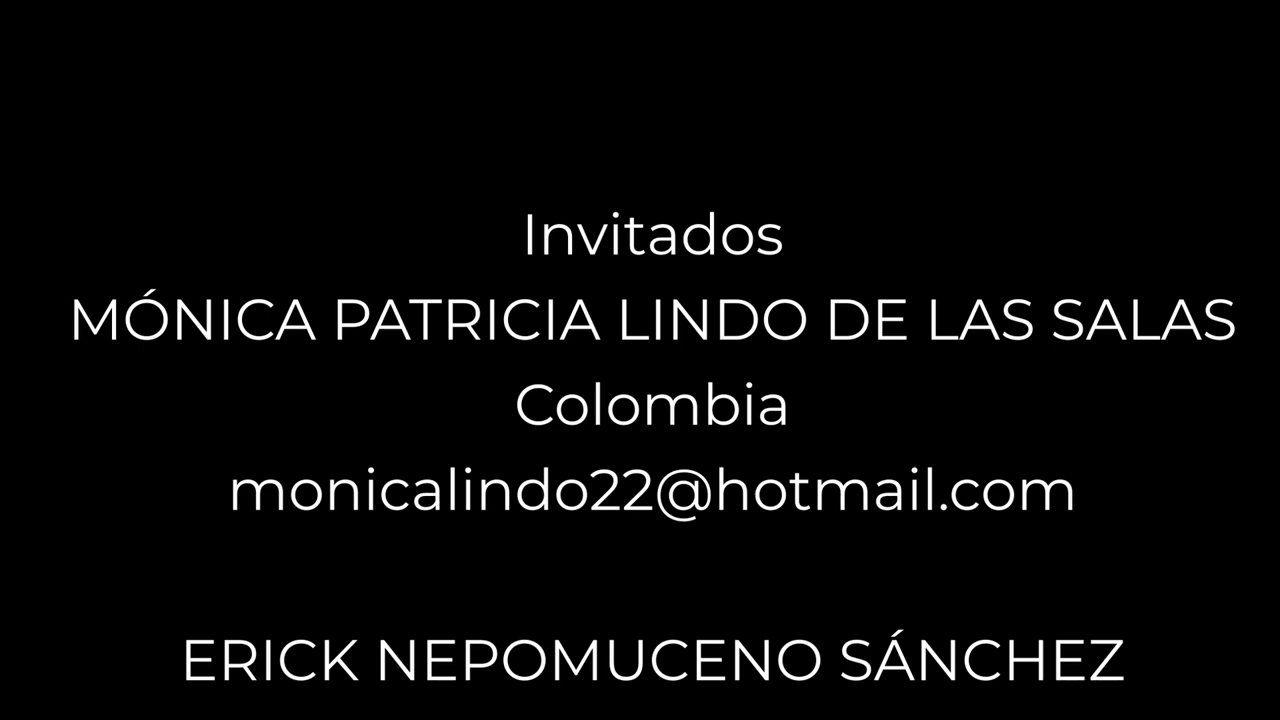 Invitados
MÓNICA PATRICIA LINDO DE LAS SALAS
Colombia
monicalindo22@hotmail.com
ERICK NEPOMUCENO SÁNCHEZ